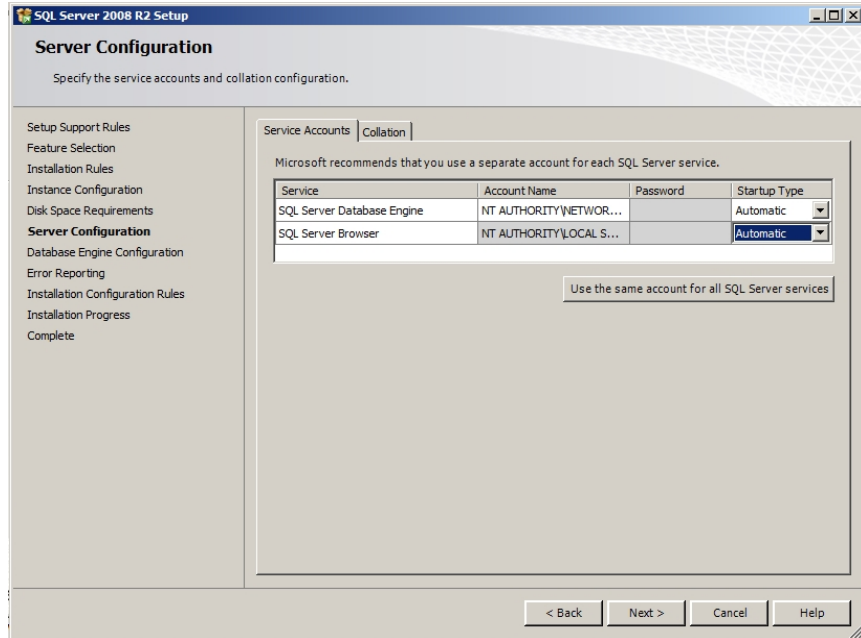 SQL Server 2008 R2 Setup
Server Configuration
Specify the service accounts and collation configuration.
Setup Support Rules
Feature Selection
Installation Rules
Instance Configuration
Disk Space Requirements
Server Configuration
Database Engine Configuration
Error Reporting
Installation Configuration Rules
Installation Progress
Complete
Service Accounts Collation
Microsoft recommends that you use a separate account for each SQL Server service.
Service Account Name Password Startup Type
SQL Server Database Engine NT AUTHORITY\NETWOR... Automatic
SQL Server Browser NT AUTHORITY\LOCAL S... Automatic
Use the same account for all SQL Server services
< Back Next > Cancel Help